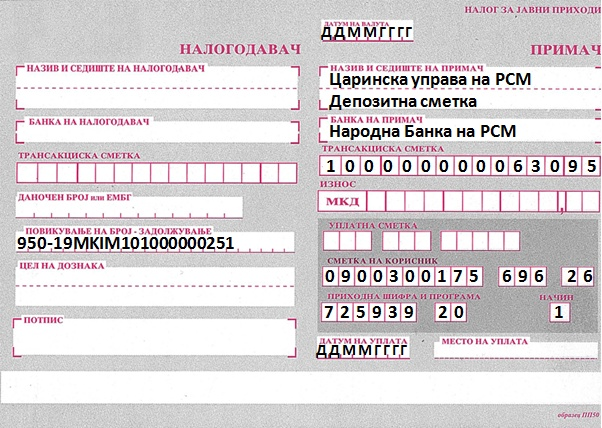 НАЛОГ ЗА ЈАВНИ ПРИХОДИ
ДАТУМ НА ВАЛУТА
ДДММГГГГ
НАЛОГОДАВАЧ
НАЗИВ И СЕДИШТЕ НА НАЛОГОДАВАЧ
БАНКА НА НАЛОГОДАВАЧ
ТРАНСАКЦИСКА СМЕТКА
ДАНОЧЕН БРОЈ или ЕМБГ
ПОВИКУВАЊЕ НА БРОЈ - ЗАДОЛЖУВАЊЕ
950-19MKIM101000000251
ЦЕЛ НА ДОЗНАКА
ПОТПИС
ПРИМАЧ
НАЗИВ И СЕДИШТЕ НА ПРИМАЧ
Царинска управа на РСМ
Депозитна сметка
БАНКА НА ПРИМАЧ
Народна Банка на РСМ
ТРАНСАКЦИСКА СМЕТКА
100000000063095
ИЗНОС
МКД ,
УПЛАТНА СМЕТКА
СМЕТКА НА КОРИСНИК
0900300175 696 26
ПРИХОДНА ШИФРА И ПРОГРАМА НАЧИН
725939 20 1
ДАТУМ НА УПЛАТА МЕСТО НА УПЛАТА
ДДММГГГГ
образец ПП50